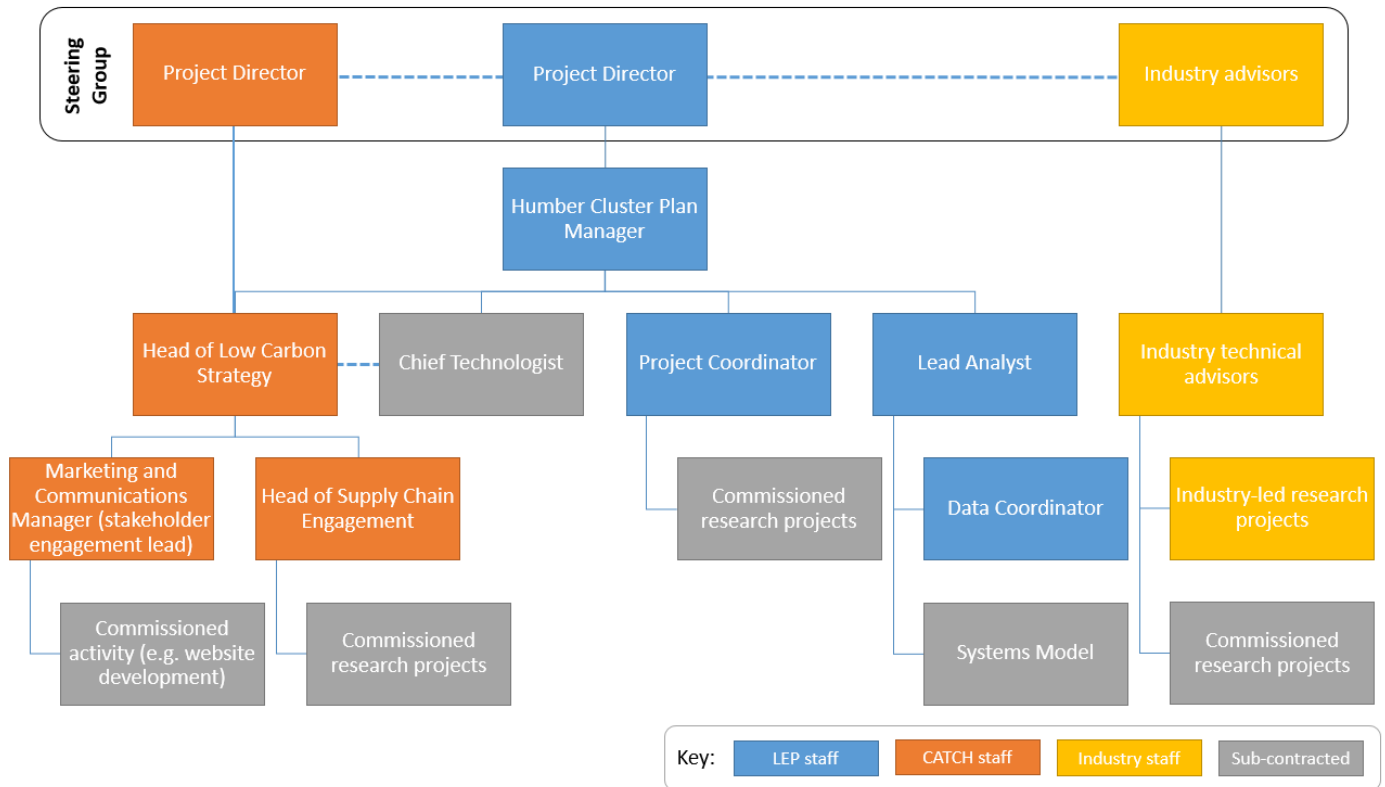 Steering
Group
Project Director
Project Director
Industry advisors
Humber Cluster Plan
Manager
Head of Low Carbon
Strategy
Chief Technologist
Project Coordinator
Lead Analyst
Industry technical
advisors
Marketing and
Communications
Manager (stakeholder
engagement lead)
Head of Supply Chain
Engagement
Commissioned
research projects
Data Coordinator
Industry-led research
projects
Commissioned
activity (e.g. website
development)
Commissioned
research projects
Systems Model
Commissioned
research projects
Key:
LEP staff
CATCH staff
Industry staff
Sub-contracted